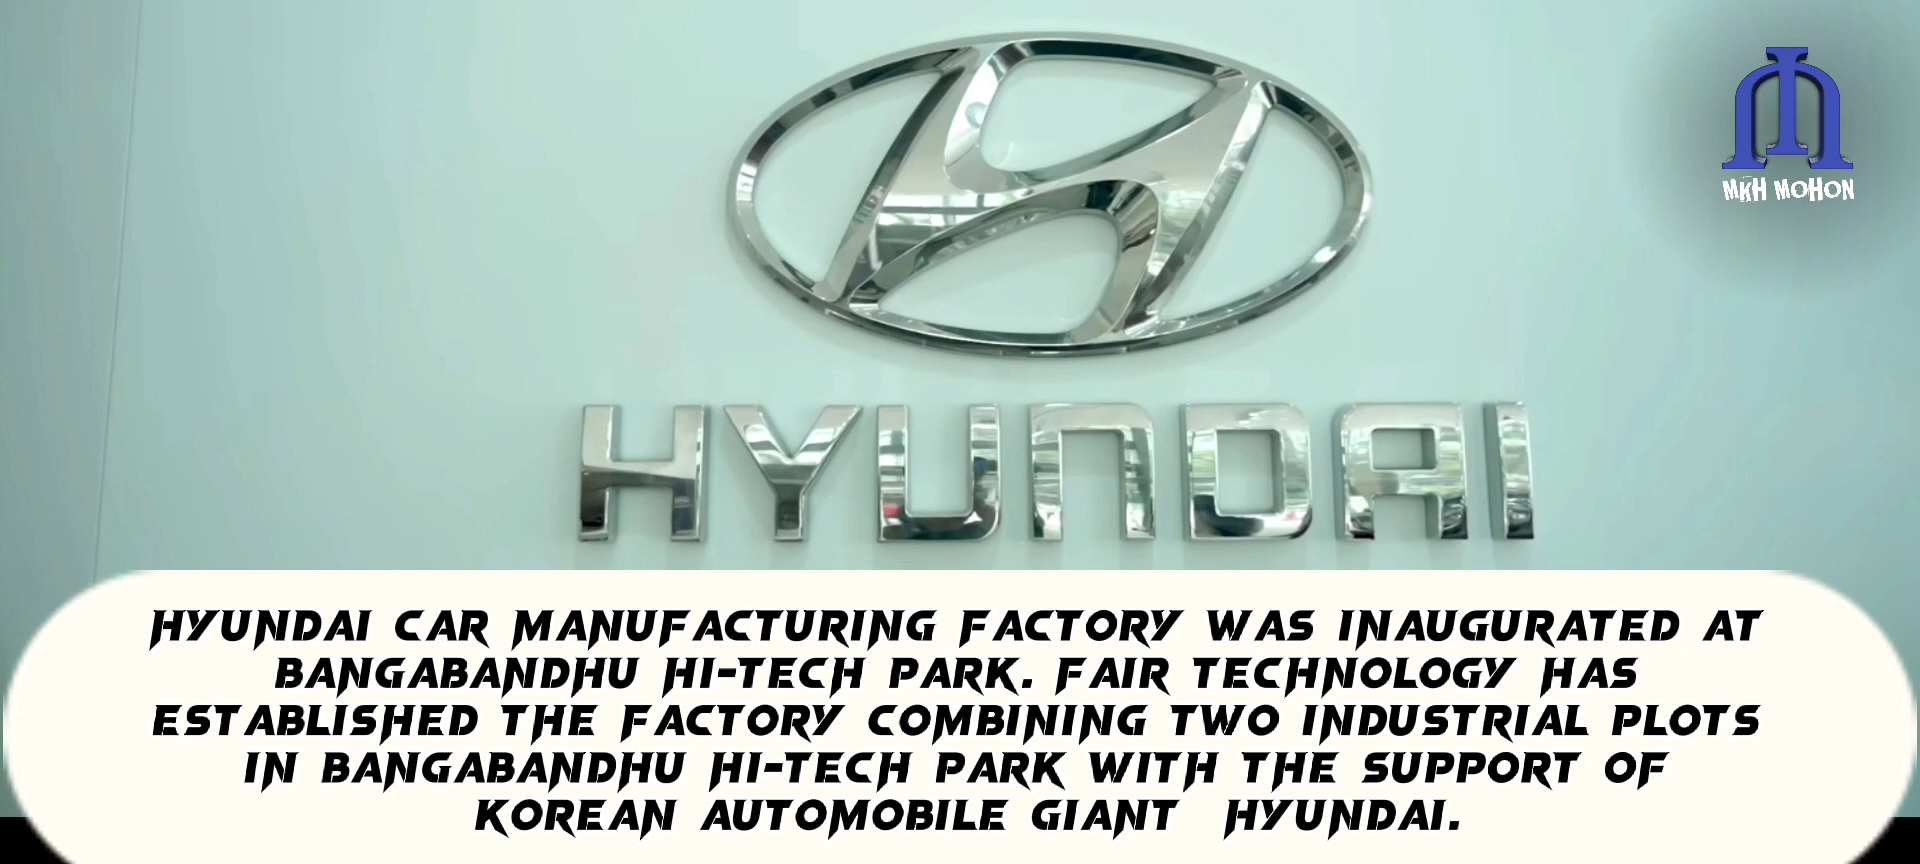 MKH MOHON
HYUNDAI
HYUNDAI CAR MANUFACTURING FACTORY WAS INAUGURATED AT
BANGABANDHU HI-TECH PARK. FAIR TECHNOLOGY HAS
ESTABLISHED THE FACTORY COMBINING TWO INDUSTRIAL PLOTS
IN BANGABANDHU HI-TECH PARK WITH THE SUPPORT OF
KOREAN AUTOMOBILE GIANT HYUNDAI.